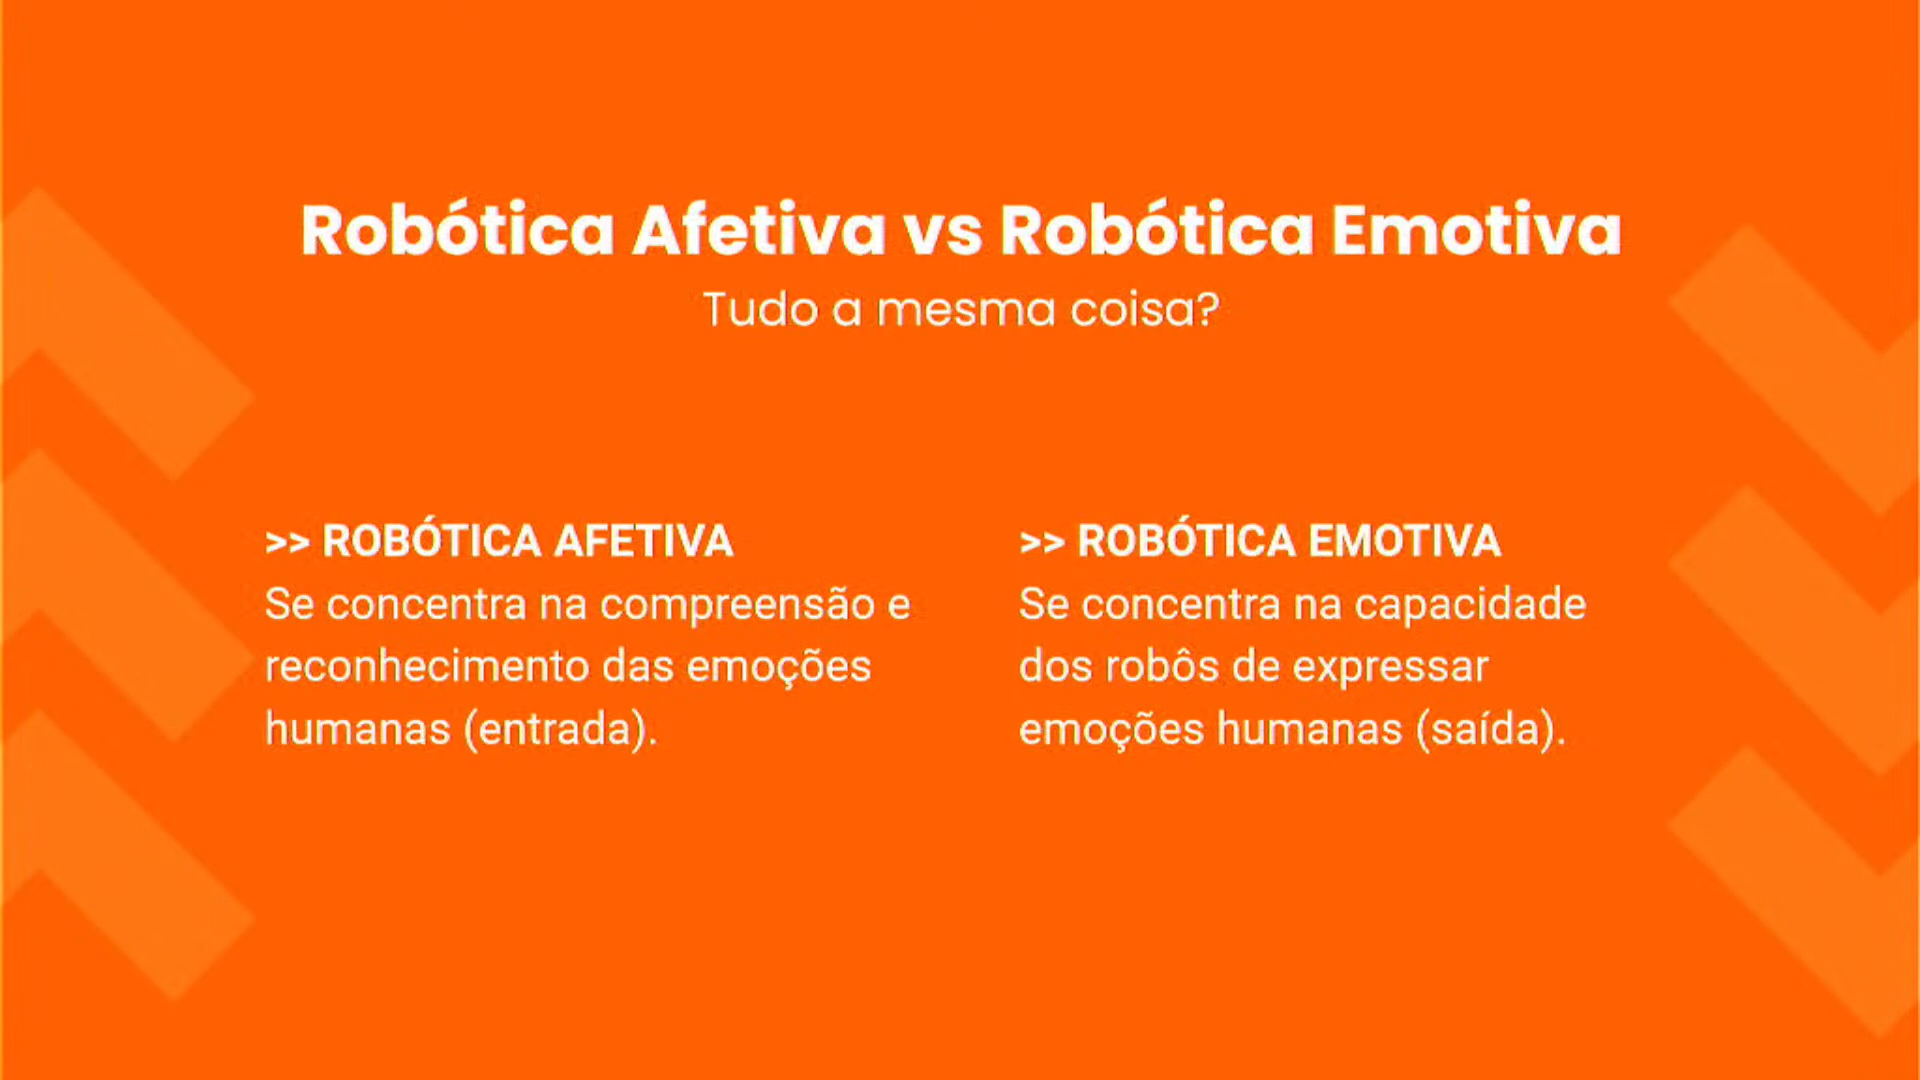 Robótica Afetiva vs Robótica Emotiva
Tudo a mesma coisa?
>> ROBÓTICA AFETIVA
Se concentra na compreensão e
reconhecimento das emoções
humanas (entrada).
>> ROBÓTICA EMOTIVA
Se concentra na capacidade
dos robôs de expressar
emoções humanas (saída).